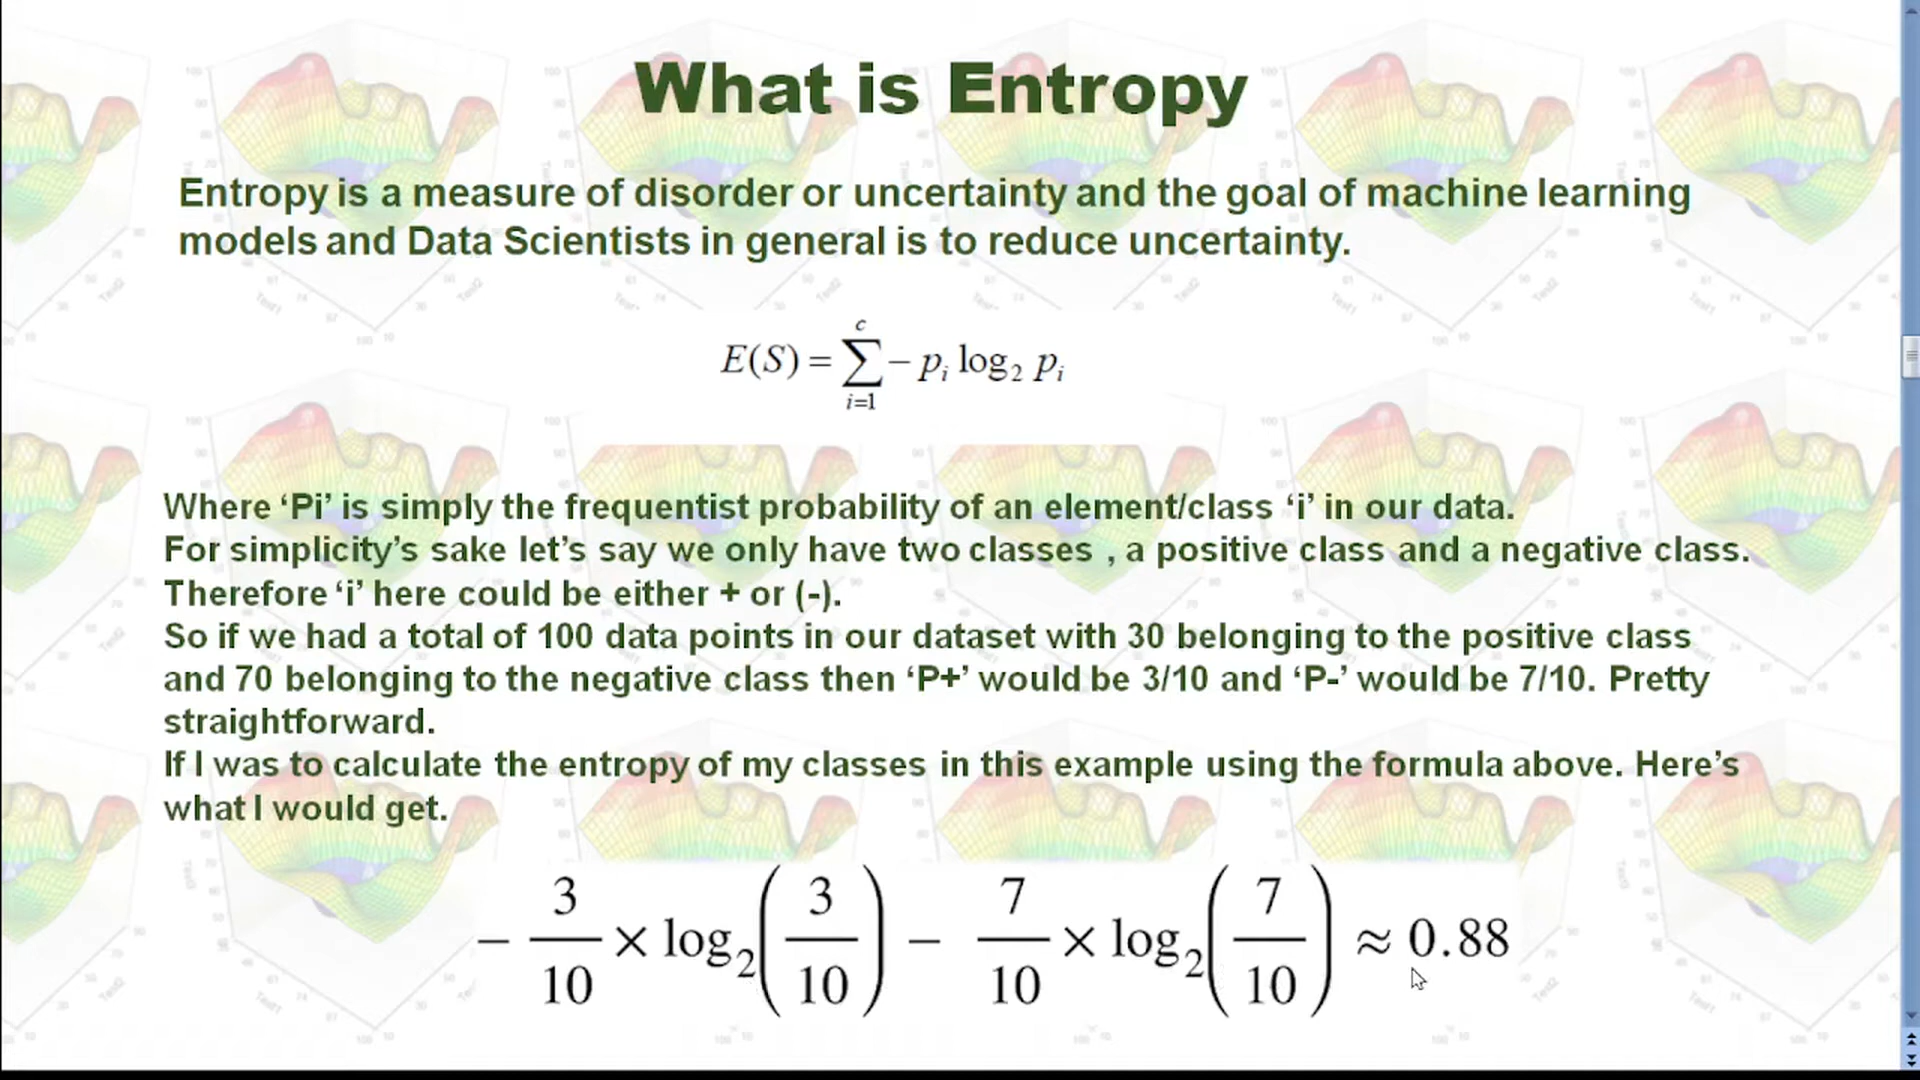 What is Entropy
Entropy is a measure of disorder or uncertainty and the goal of machine learning
models and Data Scientists in general is to reduce uncertainty.
E(S) = \sum_{i=1}^{c} - p_i \log_2 p_i
Where ‘Pi’ is simply the frequentist probability of an element/class ‘i’ in our data.
For simplicity’s sake let’s say we only have two classes , a positive class and a negative class.
Therefore ‘i’ here could be either + or (-).
So if we had a total of 100 data points in our dataset with 30 belonging to the positive class
and 70 belonging to the negative class then ‘P+’ would be 3/10 and ‘P-’ would be 7/10. Pretty
straightforward.
If I was to calculate the entropy of my classes in this example using the formula above. Here’s
what I would get.
- \frac{3}{10} × \log_2(\frac{3}{10}) - \frac{7}{10} × \log_2(\frac{7}{10}) ≈ 0.88